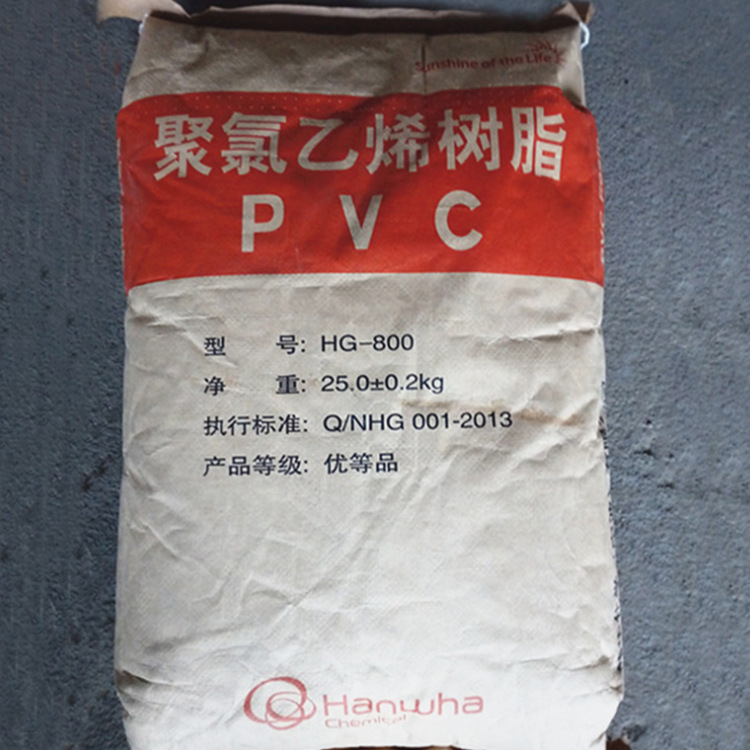 Sunshine of the Life
聚氯乙烯树脂
PVC
型 号: HG-800
净 重: 25.0±0.2kg
执行标准: Q/NHG 001-2013
产品等级: 优等品
Hanwha
Chemical